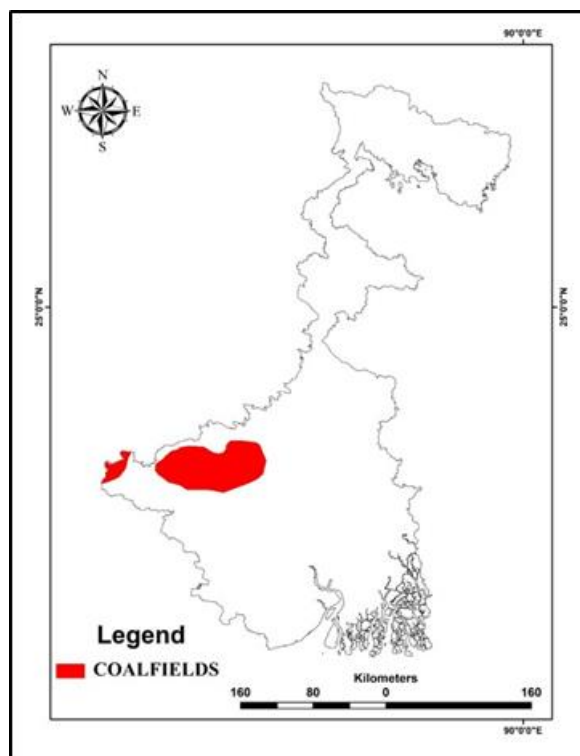 90°0'0"E
N
W E
S
25°0'0"N
25°0'0"N
Legend
COALFIELDS
Kilometers
160 80 0 160
90°0'0"E